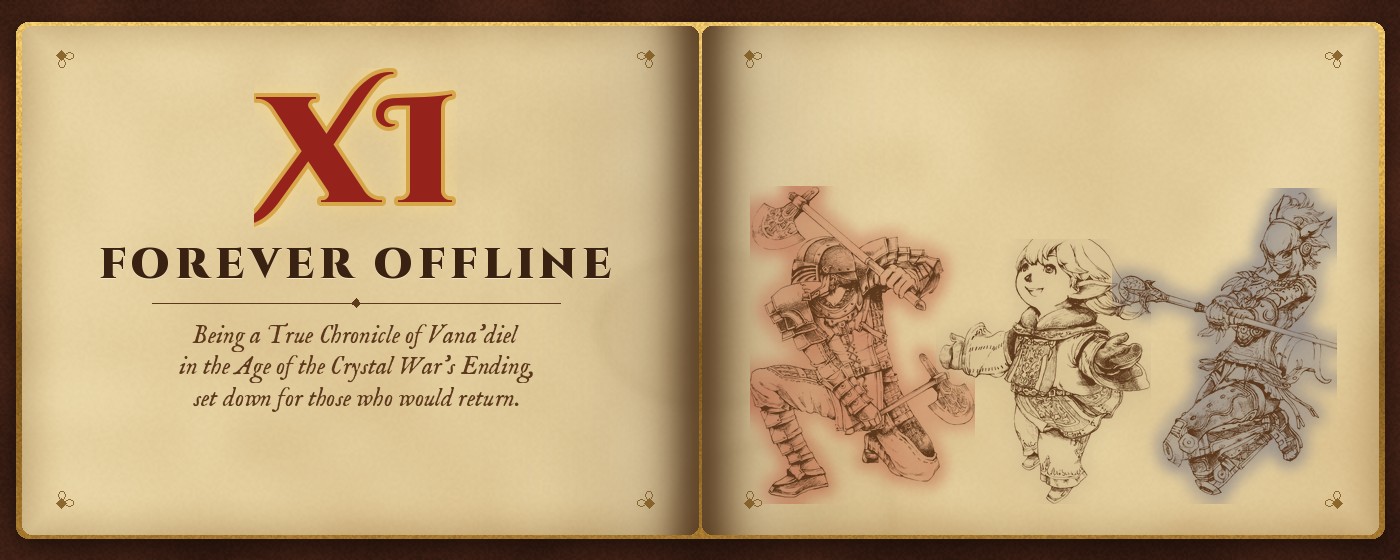 XI
FOREVER OFFLINE
Being a True Chronicle of Vana'diel
in the Age of the Crystal War's Ending,
set down for those who would return.